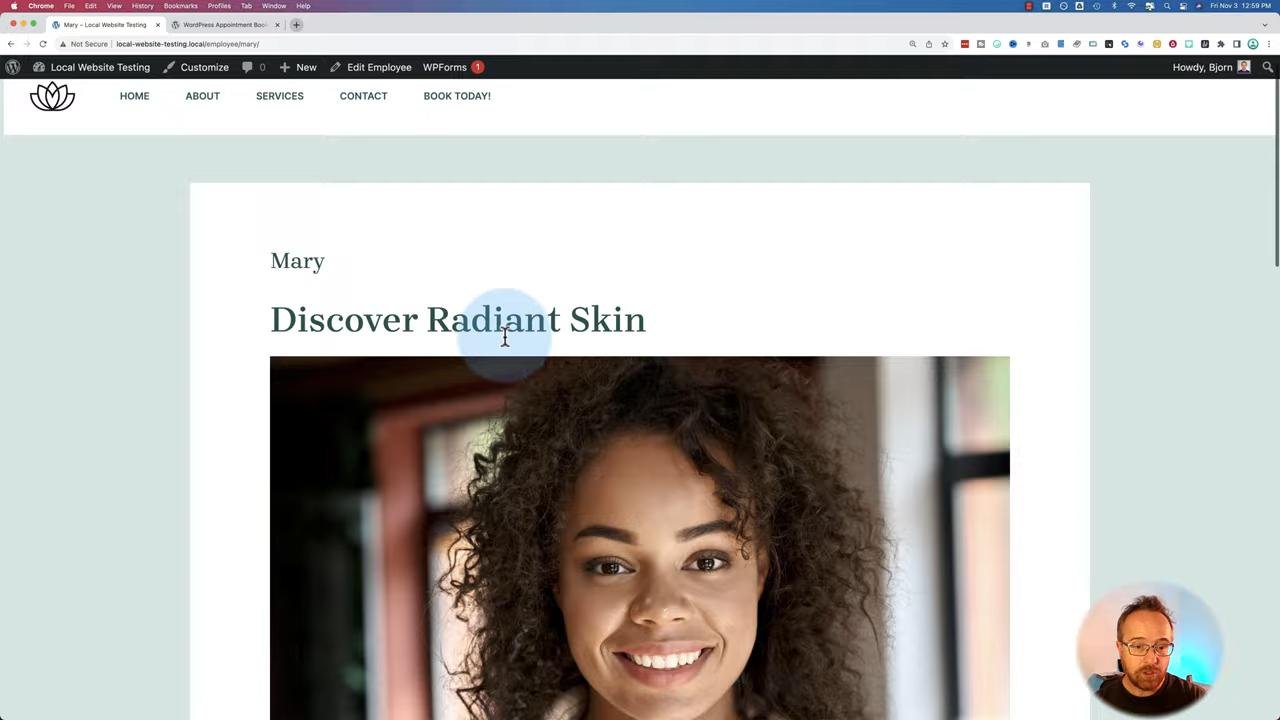 Chrome File Edit View History Bookmarks Profiles Tab Window Help Fri Nov 3 12:59 PM
Mary – Local Website Testing WordPress Appointment Book
Not Secure local-website-testing.local/employee/mary/
Local Website Testing Customize 0 New Edit Employee WPForms 1 Howdy, Bjorn
HOME ABOUT SERVICES CONTACT BOOK TODAY!
Mary
Discover Radiant Skin